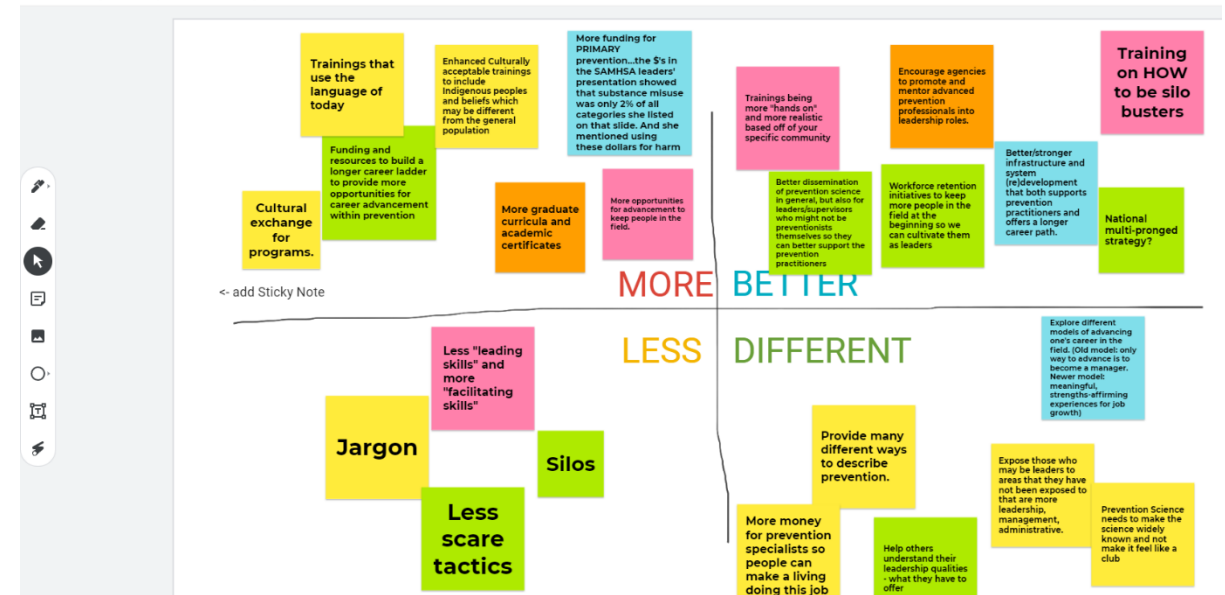 Trainings that
use the
language of
today
Enhanced Culturally
acceptable trainings
to include
Indigenous peoples
and beliefs which
may be different
from the general
population
More funding for
PRIMARY
prevention...the $'s in
the SAMHSA leaders'
presentation showed
that substance misuse
was only 2% of all
categories she listed
on that slide. And she
mentioned using
these dollars for harm
Funding and
resources to build a
longer career ladder
to provide more
opportunities for
career advancement
within prevention
Cultural
exchange
for
programs.
More graduate
curricula and
academic
certificates
More opportunities
for advancement to
keep people in the
field.
Trainings being
more "hands on"
and more realistic
based off of your
specific community
Encourage agencies
to promote and
mentor advanced
prevention
professionals into
leadership roles.
Training
on HOW
to be silo
busters
Better dissemination
of prevention science
in general, but also for
leaders/supervisors
who might not be
preventionists
themselves so they
can better support the
prevention
practitioners
Workforce retention
initiatives to keep
more people in the
field at the
beginning so we
can cultivate them
as leaders
Better/stronger
infrastructure and
system
(re)development
that both supports
prevention
practitioners and
offers a longer
career path.
National
multi-pronged
strategy?
<- add Sticky Note
MORE
BETTER
LESS
DIFFERENT
Less "leading
skills" and
more
"facilitating
skills"
Jargon
Silos
Less
scare
tactics
Explore different
models of advancing
one's career in the
field. (Old model: only
way to advance is to
become a manager.
Newer model:
meaningful,
strengths-affirming
experiences for job
growth)
Provide many
different ways
to describe
prevention.
Expose those who
may be leaders to
areas that they have
not been exposed to
that are more
leadership,
management,
administrative.
Prevention Science
needs to make the
science widely
known and not
make it feel like a
club
More money
for prevention
specialists so
people can
make a living
doing this job
Help others
understand their
leadership qualities
- what they have to
offer